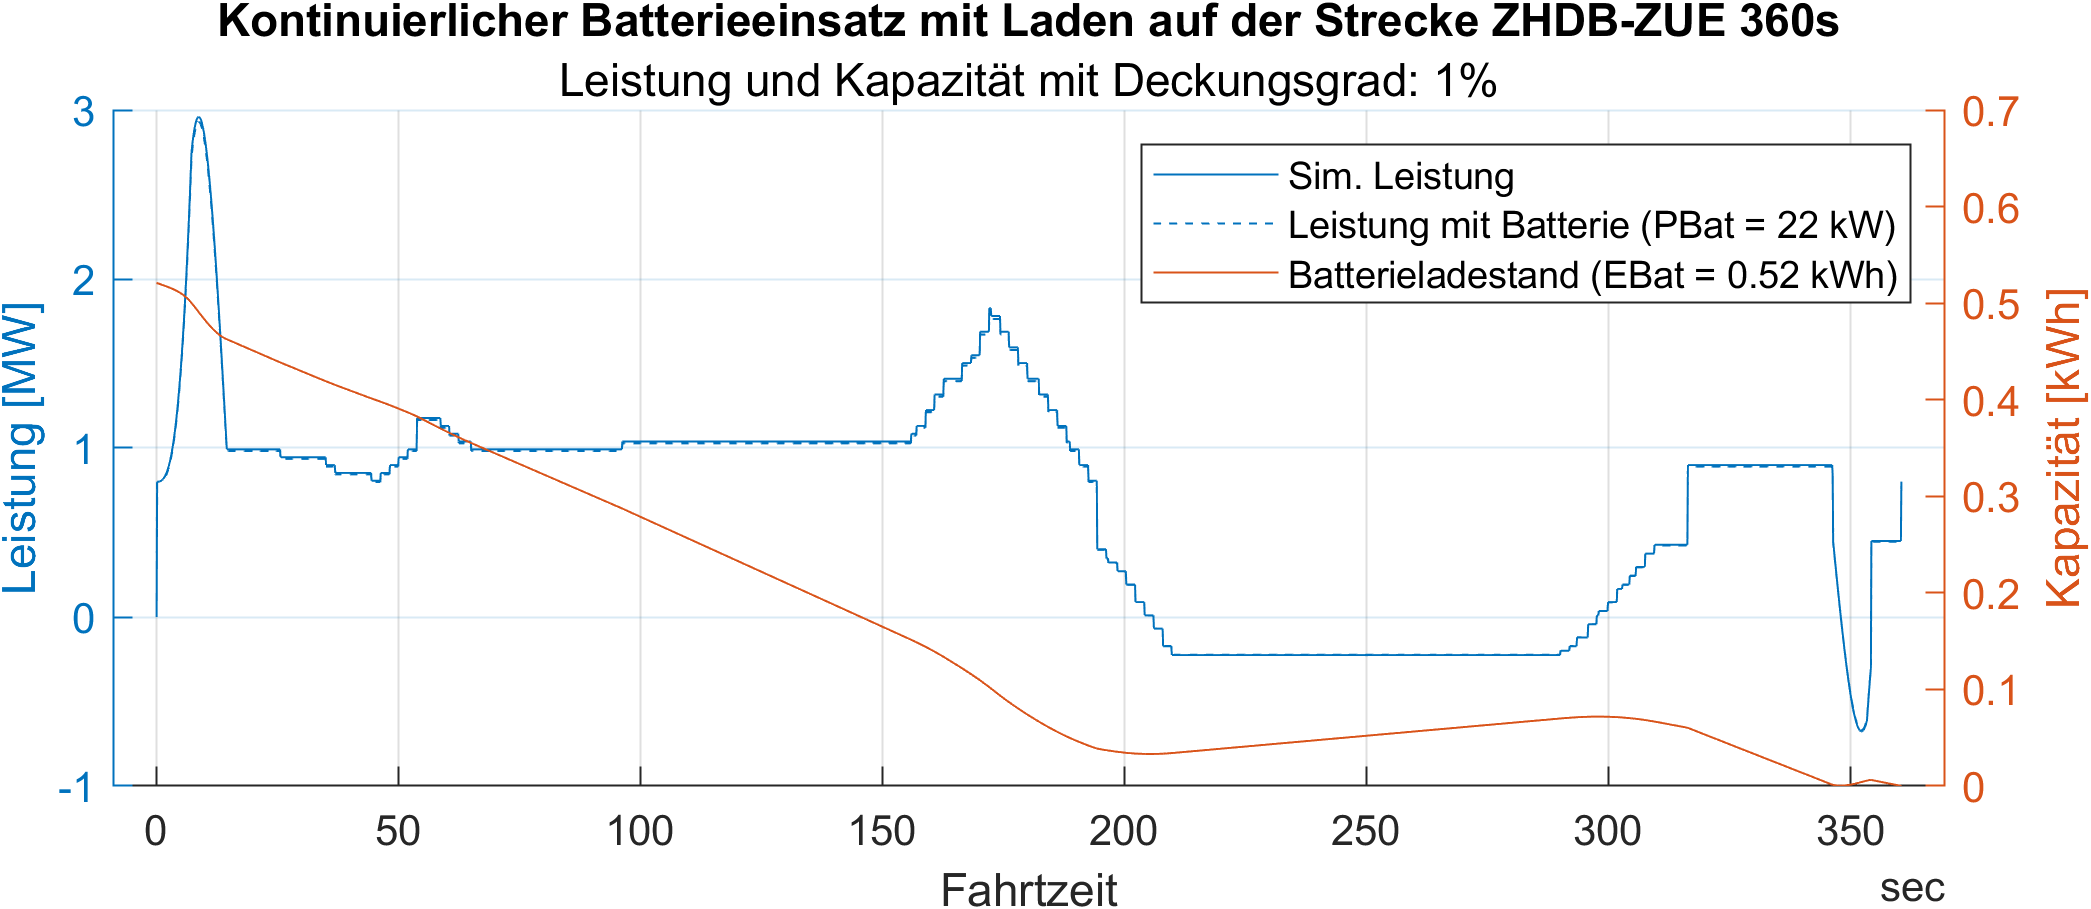 Kontinuierlicher Batterieeinsatz mit Laden auf der Strecke ZHDB-ZUE 360s
Leistung und Kapazität mit Deckungsgrad: 1%
3
2
1
0
-1
Leistung [MW]
Sim. Leistung
Leistung mit Batterie (PBat = 22 kW)
Batterieladestand (EBat = 0.52 kWh)
0.7
0.6
0.5
0.4
0.3
0.2
0.1
0
Kapazität [kWh]
0 50 100 150 200 250 300 350
Fahrtzeit
sec